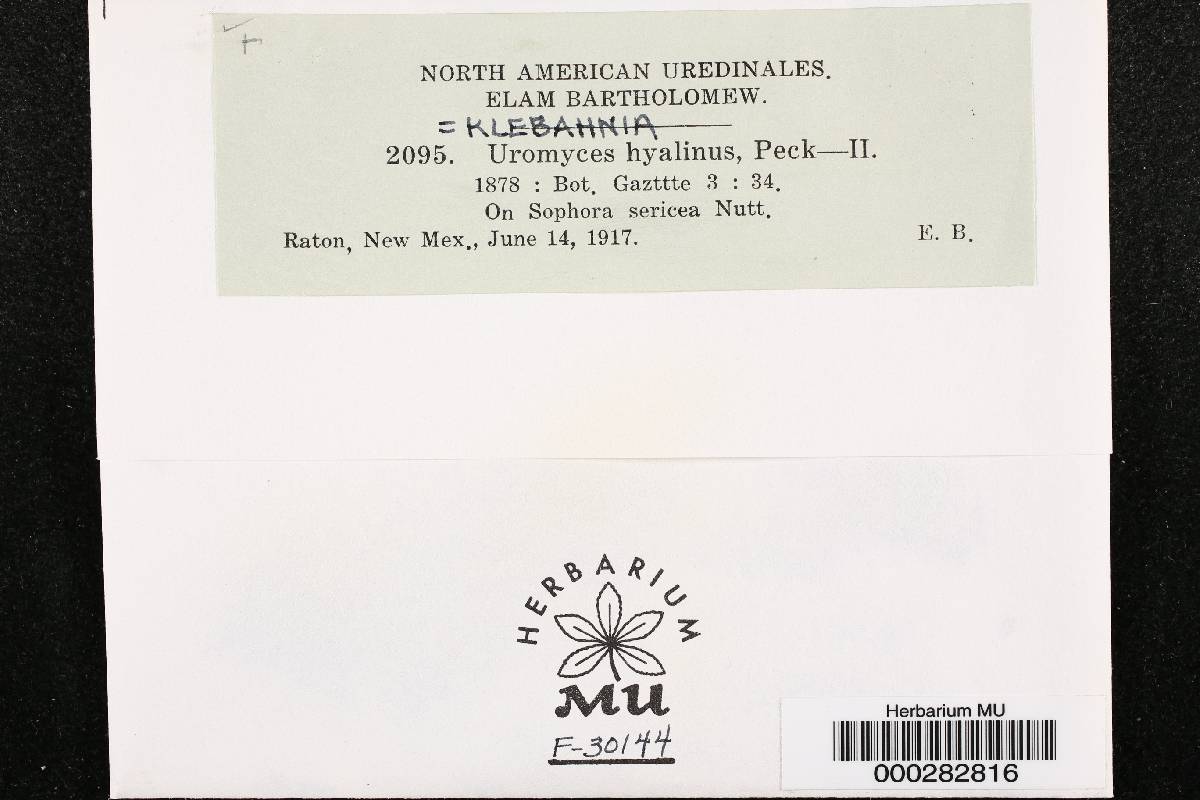 NORTH AMERICAN UREDINALES.
ELAM BARTHOLOMEW.
= KLEBAHNIA
2095. Uromyces hyalinus, Peck—II.
1878 : Bot. Gazttte 3 : 34.
On Sophora sericea Nutt.
Raton, New Mex., June 14, 1917. E. B.
HERBARIUM
MU
F-30144
Herbarium MU
000282816